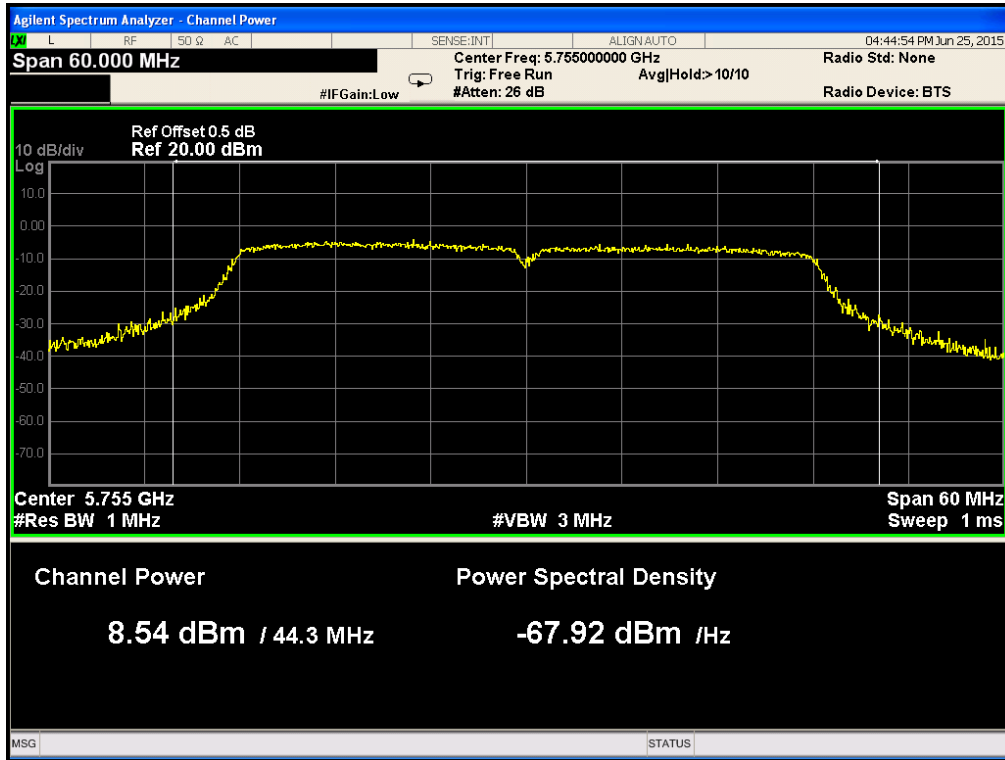 Agilent Spectrum Analyzer - Channel Power
LXI L RF 50 Ω AC SENSE:INT ALIGN AUTO 04:44:54 PM Jun 25, 2015
Span 60.000 MHz
Center Freq: 5.755000000 GHz
Radio Std: None
Trig: Free Run Avg|Hold:> 10/10
#IFGain:Low #Atten: 26 dB Radio Device: BTS
Ref Offset 0.5 dB
10 dB/div Ref 20.00 dBm
Log
10.0
0.00
-10.0
-20.0
-30.0
-40.0
-50.0
-60.0
-70.0
Center 5.755 GHz Span 60 MHz
#Res BW 1 MHz #VBW 3 MHz Sweep 1 ms
Channel Power Power Spectral Density
8.54 dBm / 44.3 MHz -67.92 dBm /Hz
MSG STATUS